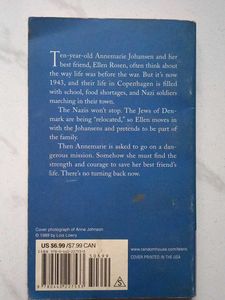 Ten-year-old Annemarie Johansen and her
best friend, Ellen Rosen, often think about
the way life was before the war. But it's now
1943, and their life in Copenhagen is filled
with school, food shortages, and Nazi soldiers
marching in their town.
The Nazis won't stop. The Jews of Den-
mark are being "relocated," so Ellen moves in
with the Johansens and pretends to be part of
the family.
Then Annemarie is asked to go on a dan-
gerous mission. Somehow she must find the
strength and courage to save her best friend's
life. There's no turning back now.
Cover photograph of Anna Johnson
© 1989 by Lois Lowry
US $6.99 / $7.99 CAN
50699
www.randomhouse.com/teens
COVER PRINTED IN THE USA